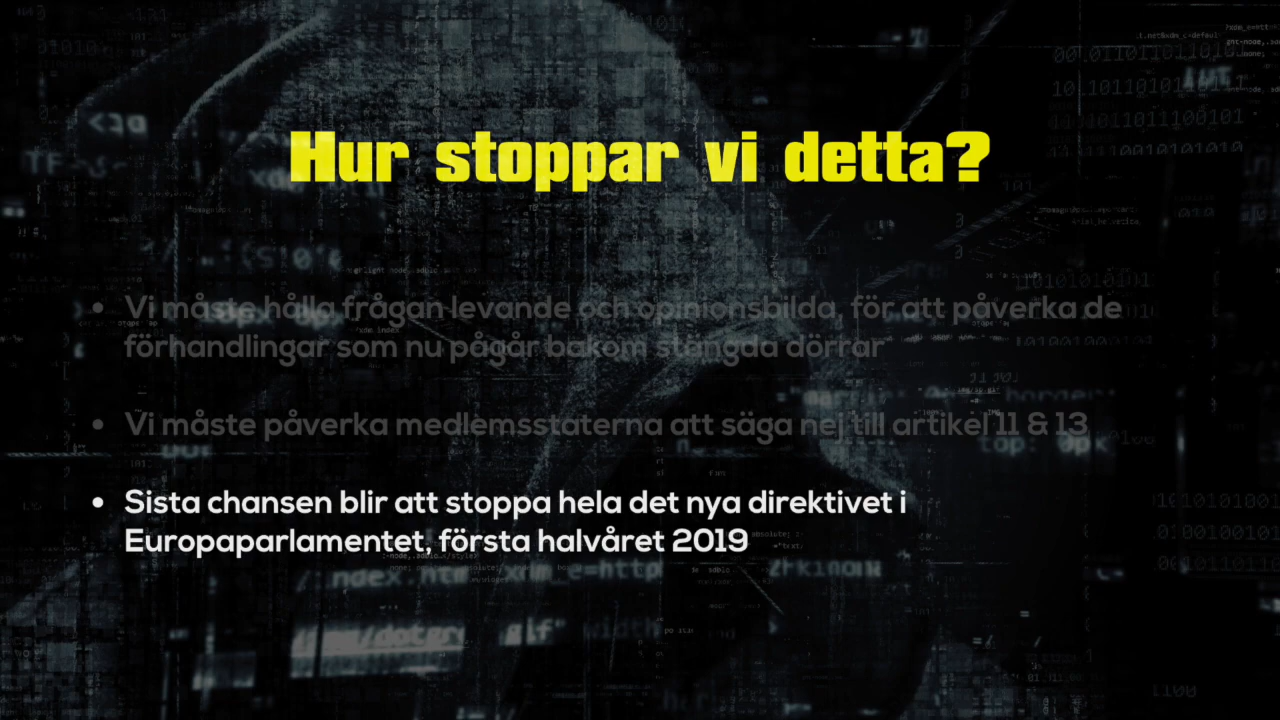 Hur stoppar vi detta?
• Vi måste hålla frågan levande och opinionsbilda, för att påverka de
förhandlingar som nu pågår bakom stängda dörrar
• Vi måste påverka medlemsstaterna att säga nej till artikel 11 & 13
• Sista chansen blir att stoppa hela det nya direktivet i
Europaparlamentet, första halvåret 2019